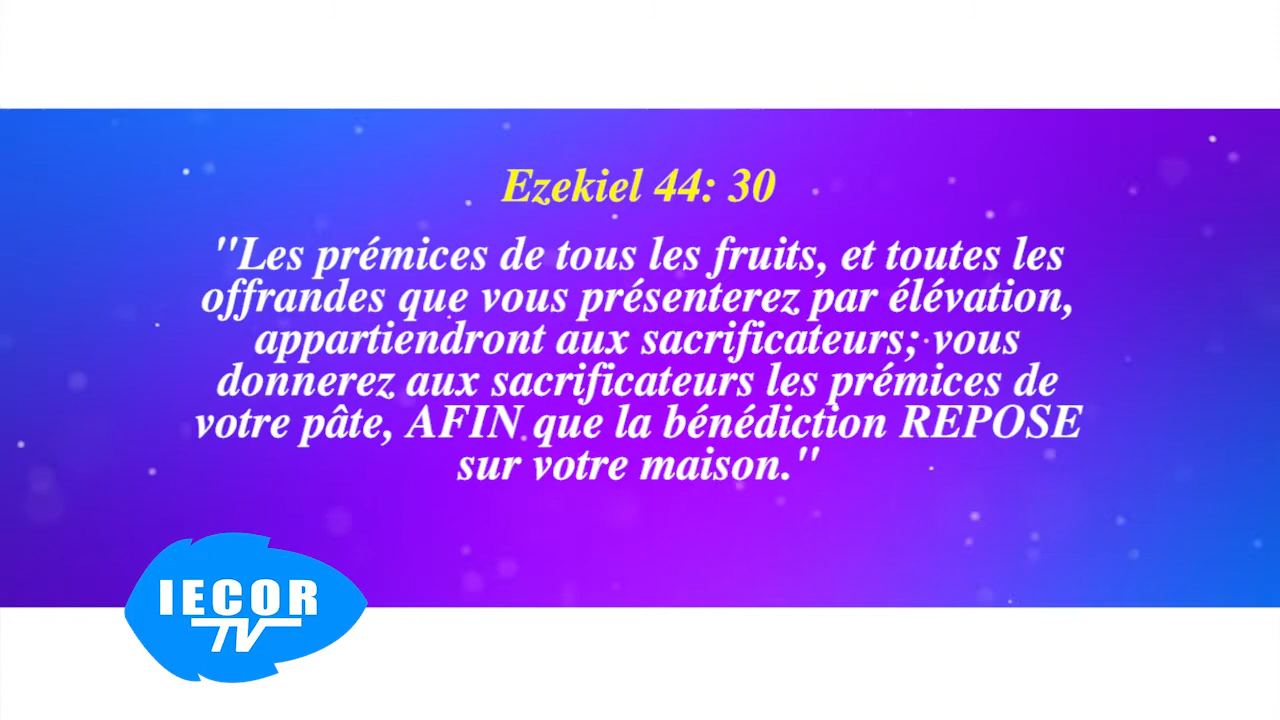 Ezekiel 44: 30
"Les prémices de tous les fruits, et toutes les
offrandes que vous présenterez par élévation,
appartiendront aux sacrificateurs; vous
donnerez aux sacrificateurs les prémices de
votre pâte, AFIN que la bénédiction REPOSE
sur votre maison."
IECOR
TV